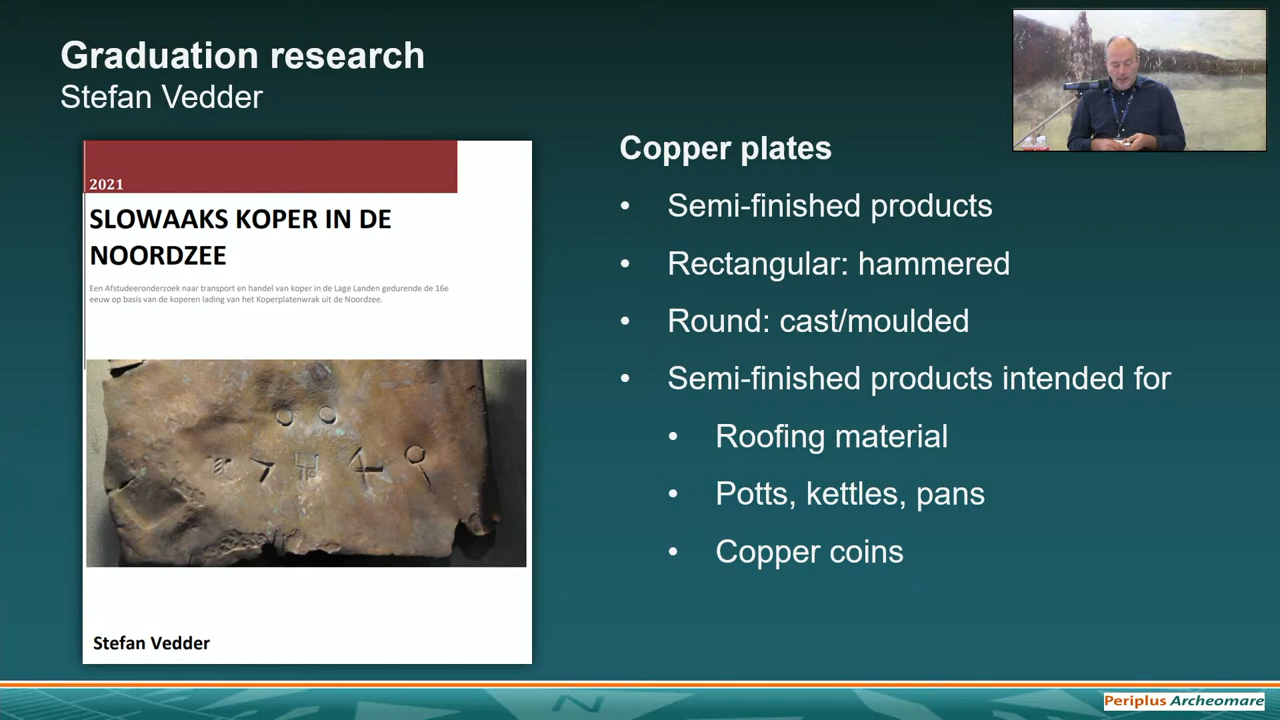 Graduation research
Stefan Vedder
2021
SLOWAAKS KOPER IN DE
NOORDZEE
Een Afstudeeronderzoek naar transport en handel van koper in de Lage Landen gedurende de 16e
eeuw op basis van de koperen lading van het Koperplatenwrak uit de Noordzee.
Stefan Vedder
Copper plates
• Semi-finished products
• Rectangular: hammered
• Round: cast/moulded
• Semi-finished products intended for
• Roofing material
• Potts, kettles, pans
• Copper coins
Periplus Archeomare